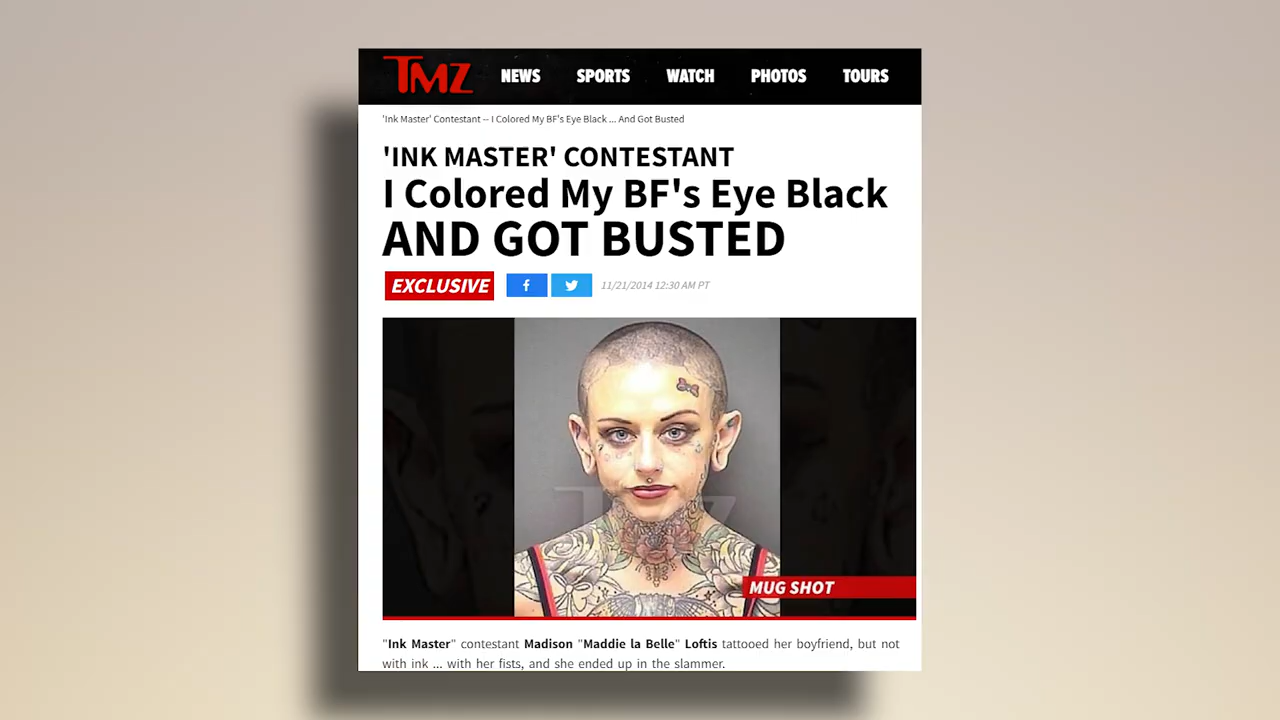 TMZ NEWS SPORTS WATCH PHOTOS TOURS
'Ink Master' Contestant -- I Colored My BF's Eye Black ... And Got Busted
'INK MASTER' CONTESTANT
I Colored My BF's Eye Black
AND GOT BUSTED
EXCLUSIVE f 11/21/2014 12:30 AM PT
TMZ
MUG SHOT
"Ink Master" contestant Madison "Maddie la Belle" Loftis tattooed her boyfriend, but not
with ink ... with her fists, and she ended up in the slammer.